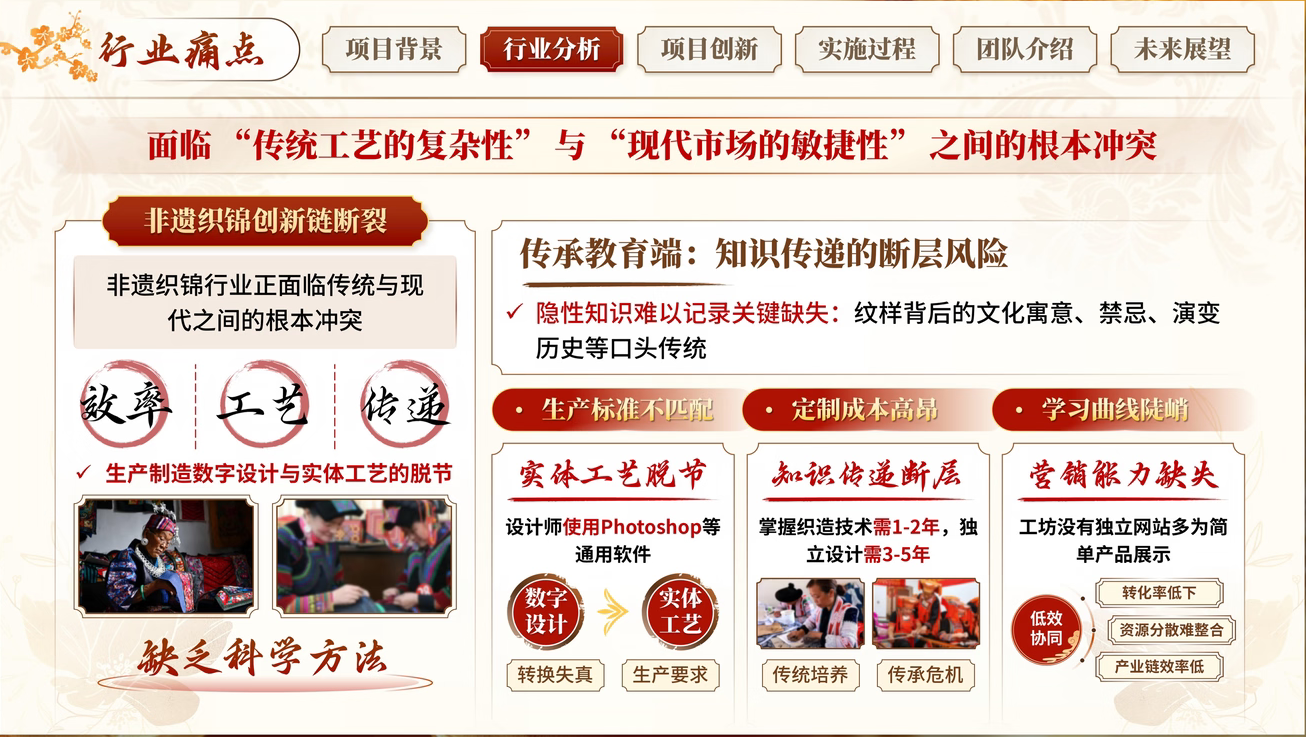 行业痛点
项目背景
行业分析
项目创新
实施过程
团队介绍
未来展望
面临 “传统工艺的复杂性” 与 “现代市场的敏捷性” 之间的根本冲突
非遗织锦创新链断裂
非遗织锦行业正面临传统与现
代之间的根本冲突
效率
工艺
传递
✓ 生产制造数字设计与实体工艺的脱节
缺乏科学方法
传承教育端：知识传递的断层风险
✓ 隐性知识难以记录关键缺失：纹样背后的文化寓意、禁忌、演变
历史等口头传统
• 生产标准不匹配
• 定制成本高昂
• 学习曲线陡峭
实体工艺脱节
设计师使用Photoshop等
通用软件
数字
设计
实体
工艺
转换失真
生产要求
知识传递断层
掌握织造技术需1-2年，独
立设计需3-5年
传统培养
传承危机
营销能力缺失
工坊没有独立网站多为简
单产品展示
低效
协同
转化率低下
资源分散难整合
产业链效率低